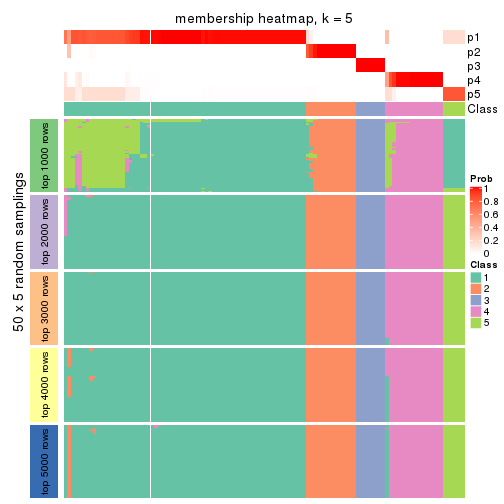 membership heatmap, k = 5
p1
p2
p3
p4
p5
Class
50 x 5 random samplings
top 1000 rows
top 2000 rows
top 3000 rows
top 4000 rows
top 5000 rows
Prob
1
0.8
0.6
0.4
0.2
0
Class
1
2
3
4
5